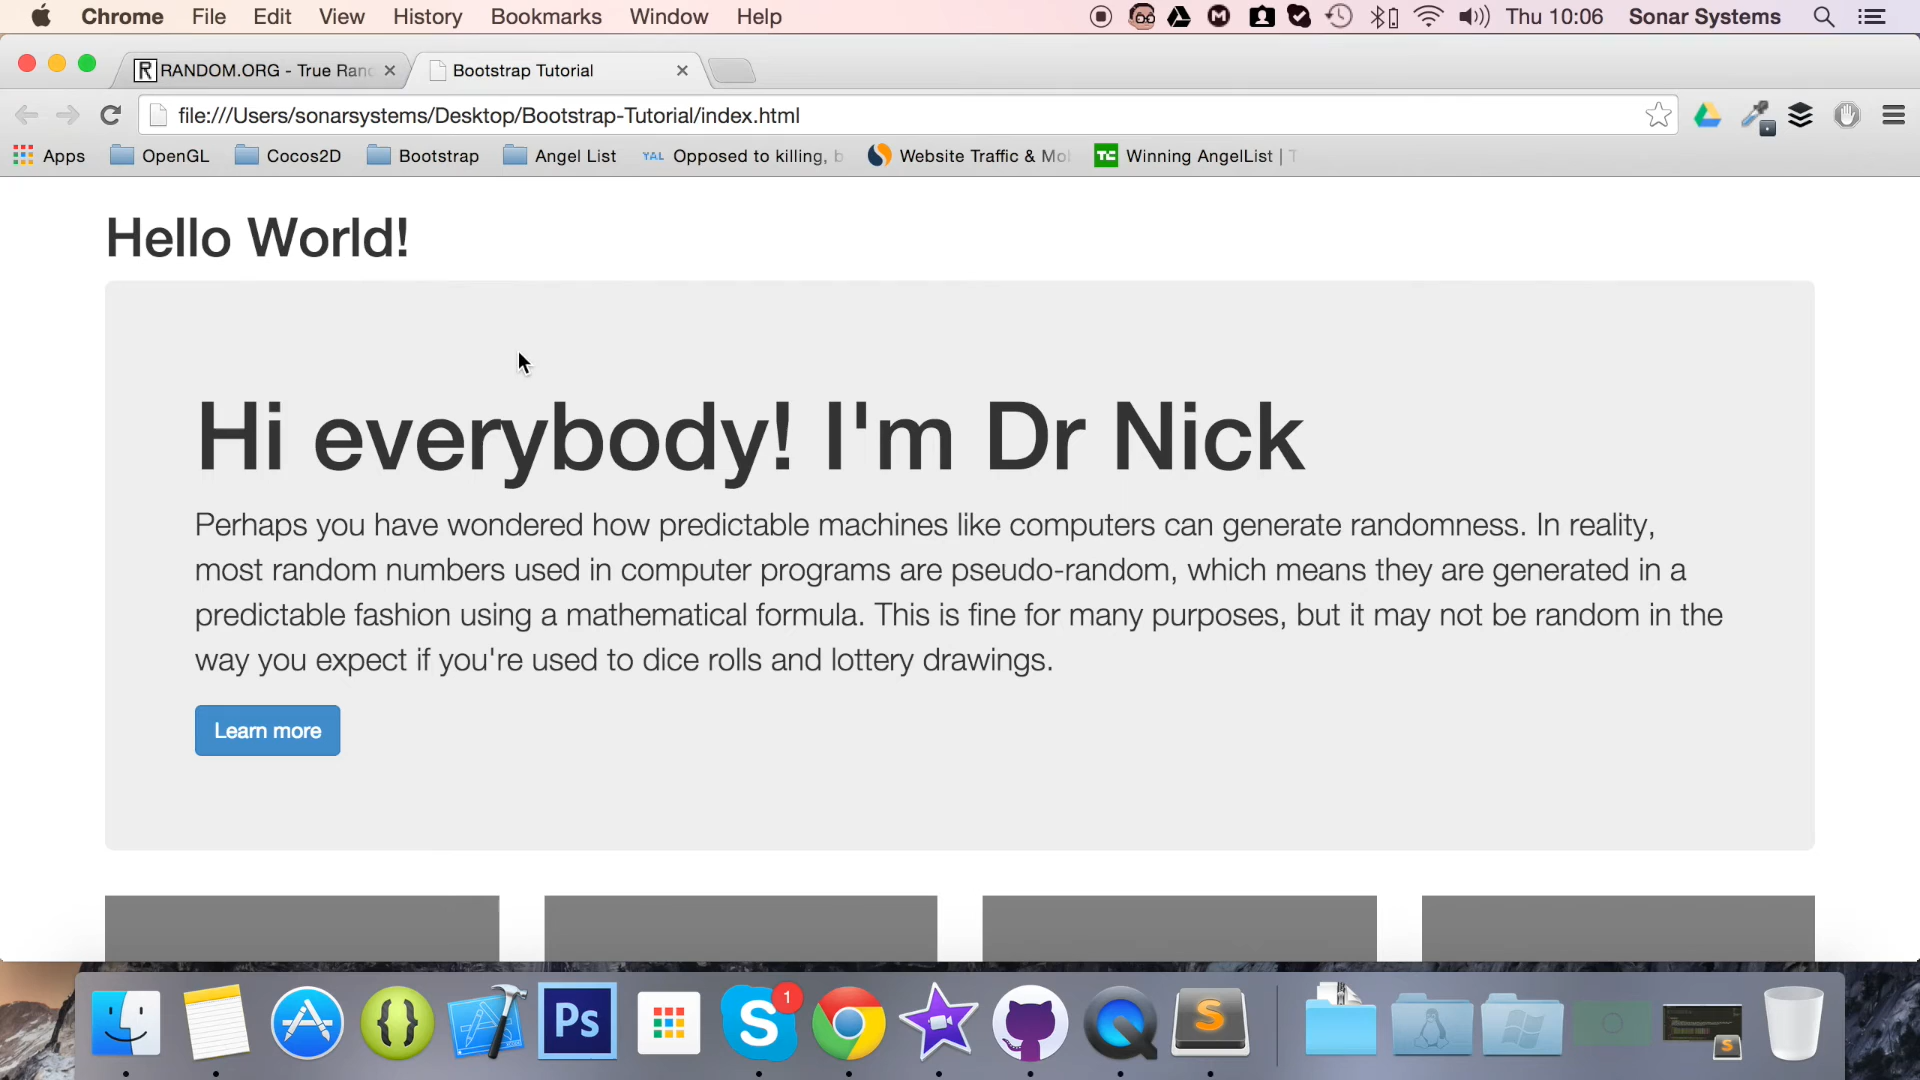 Chrome File Edit View History Bookmarks Window Help Thu 10:06 Sonar Systems
RANDOM.ORG - True Ran Bootstrap Tutorial
file:///Users/sonarsystems/Desktop/Bootstrap-Tutorial/index.html
Apps OpenGL Cocos2D Bootstrap Angel List YAL Opposed to killing, b Website Traffic & Mo TC Winning AngelList | T
Hello World!
Hi everybody! I'm Dr Nick
Perhaps you have wondered how predictable machines like computers can generate randomness. In reality,
most random numbers used in computer programs are pseudo-random, which means they are generated in a
predictable fashion using a mathematical formula. This is fine for many purposes, but it may not be random in the
way you expect if you're used to dice rolls and lottery drawings.
Learn more
{} Ps S 1 S